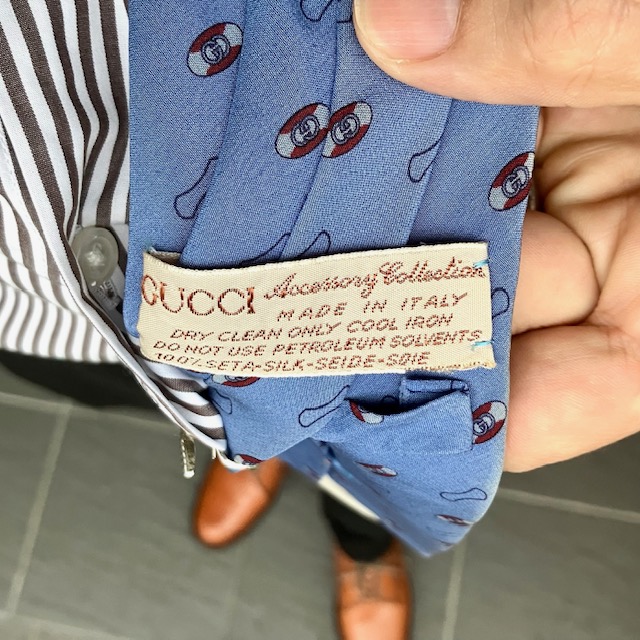 GUCCI Accessory Collection
MADE IN ITALY
DRY CLEAN ONLY COOL IRON
DO NOT USE PETROLEUM SOLVENTS
100% SETA-SILK-SEIDE-SOIE